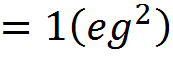 = 1(eg²)